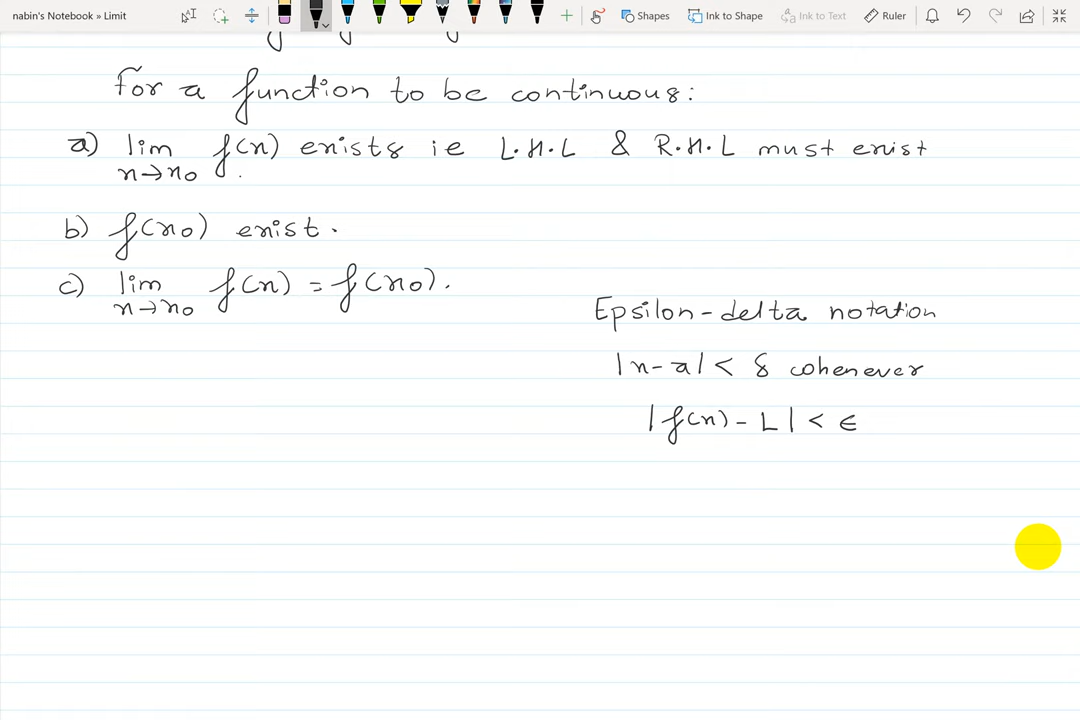 nabin's Notebook » Limit
Shapes
Ink to Shape
Ink to Text
Ruler
For a function to be continuous:
a) lim f(x) exists ie L.H.L & R.H.L must exist
x→x₀
b) f(x₀) exist.
c) lim f(x) = f(x₀).
x→x₀
Epsilon-delta notation
|x-a| < δ whenever
|f(x) - L| < ϵ